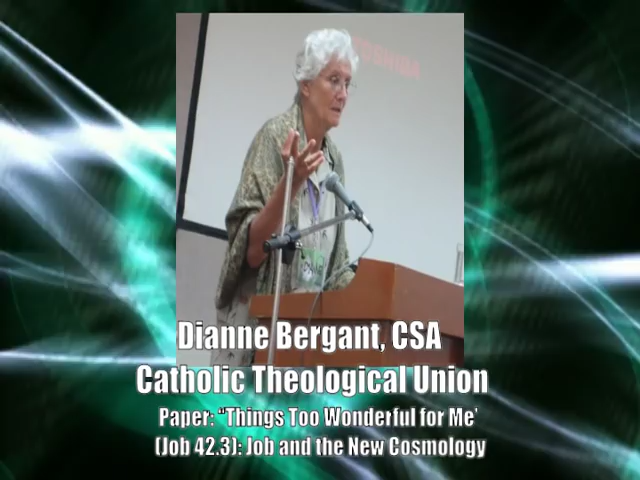 TOSHIBA
Dianne Bergant, CSA
Catholic Theological Union
Paper: "Things Too Wonderful for Me'
(Job 42.3): Job and the New Cosmology